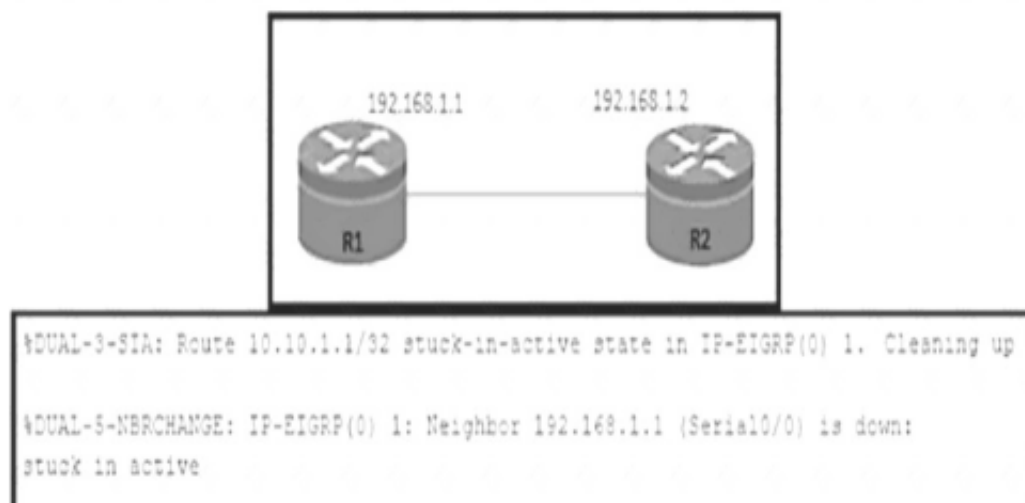 192.168.1.1
192.168.1.2
R1
R2
%DUAL-3-SIA: Route 10.10.1.1/32 stuck-in-active state in IP-EIGRP(0) 1. Cleaning up
%DUAL-5-NBRCHANGE: IP-EIGRP(0) 1: Neighbor 192.168.1.1 (Serial0/0) is down:
stuck in active